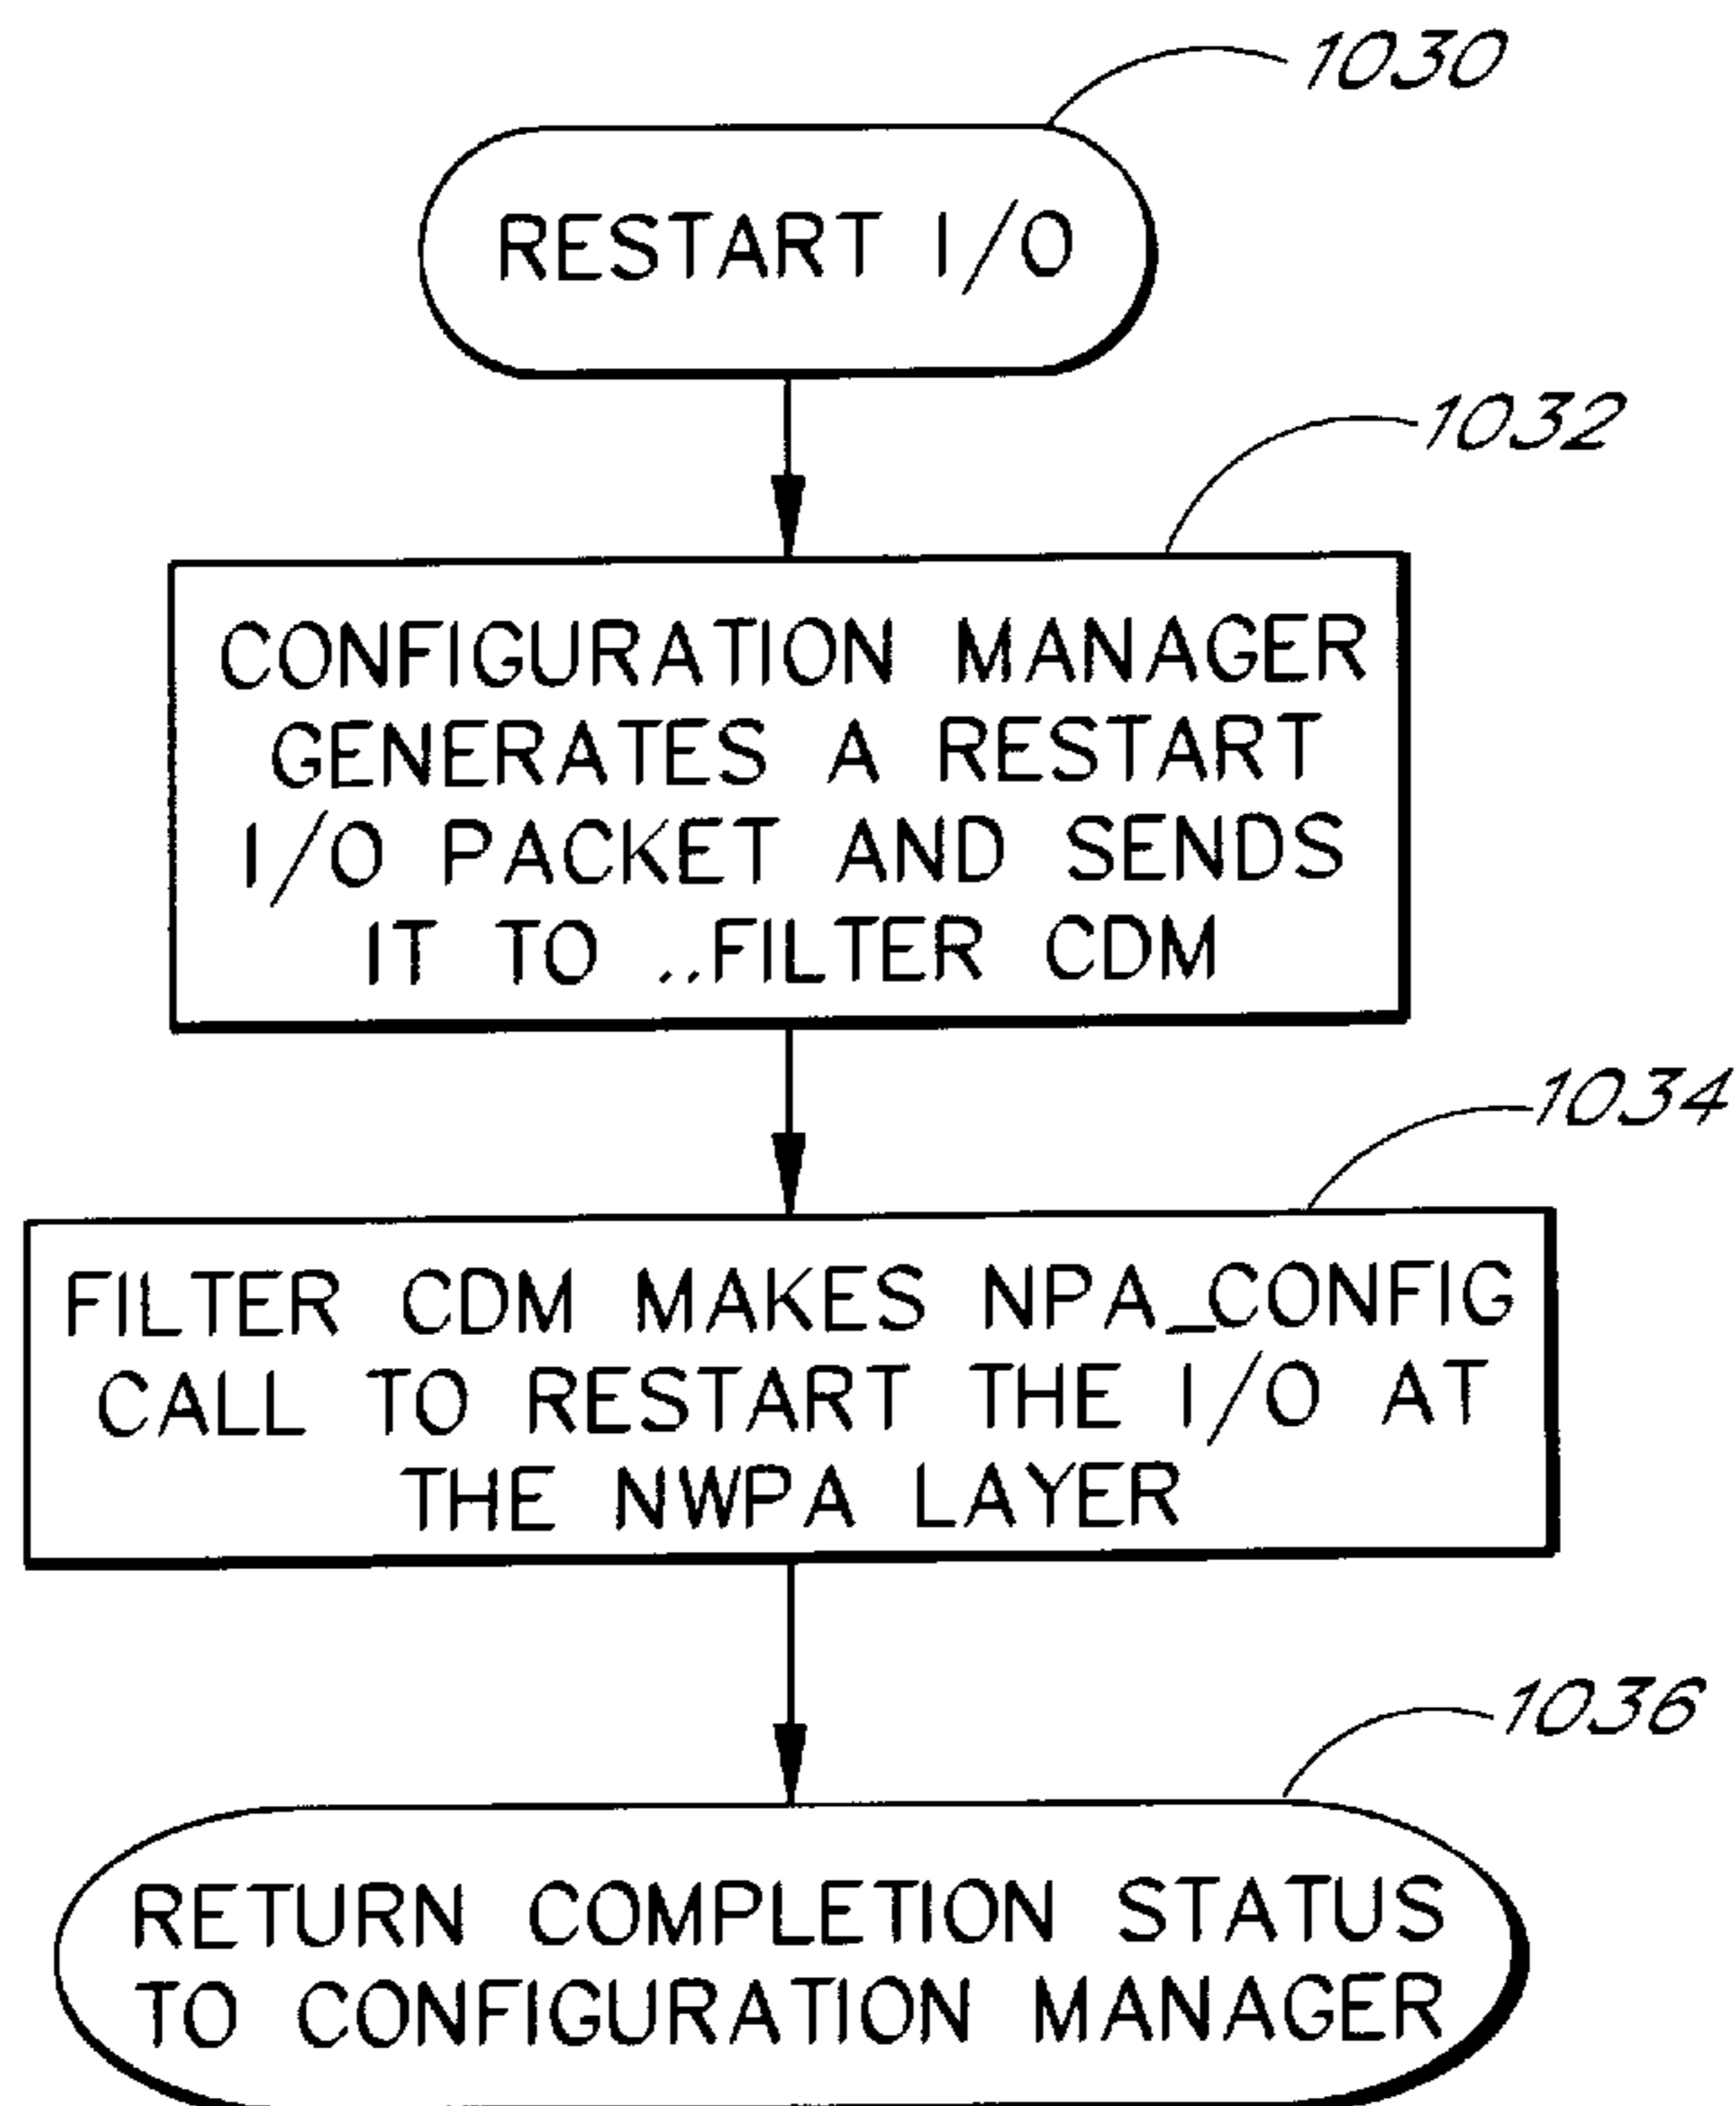 1030
RESTART I/O
1032
CONFIGURATION MANAGER
GENERATES A RESTART
I/O PACKET AND SENDS
IT TO ..FILTER CDM
1034
FILTER CDM MAKES NPA_CONFIG
CALL TO RESTART THE I/O AT
THE NWPA LAYER
1036
RETURN COMPLETION STATUS
TO CONFIGURATION MANAGER